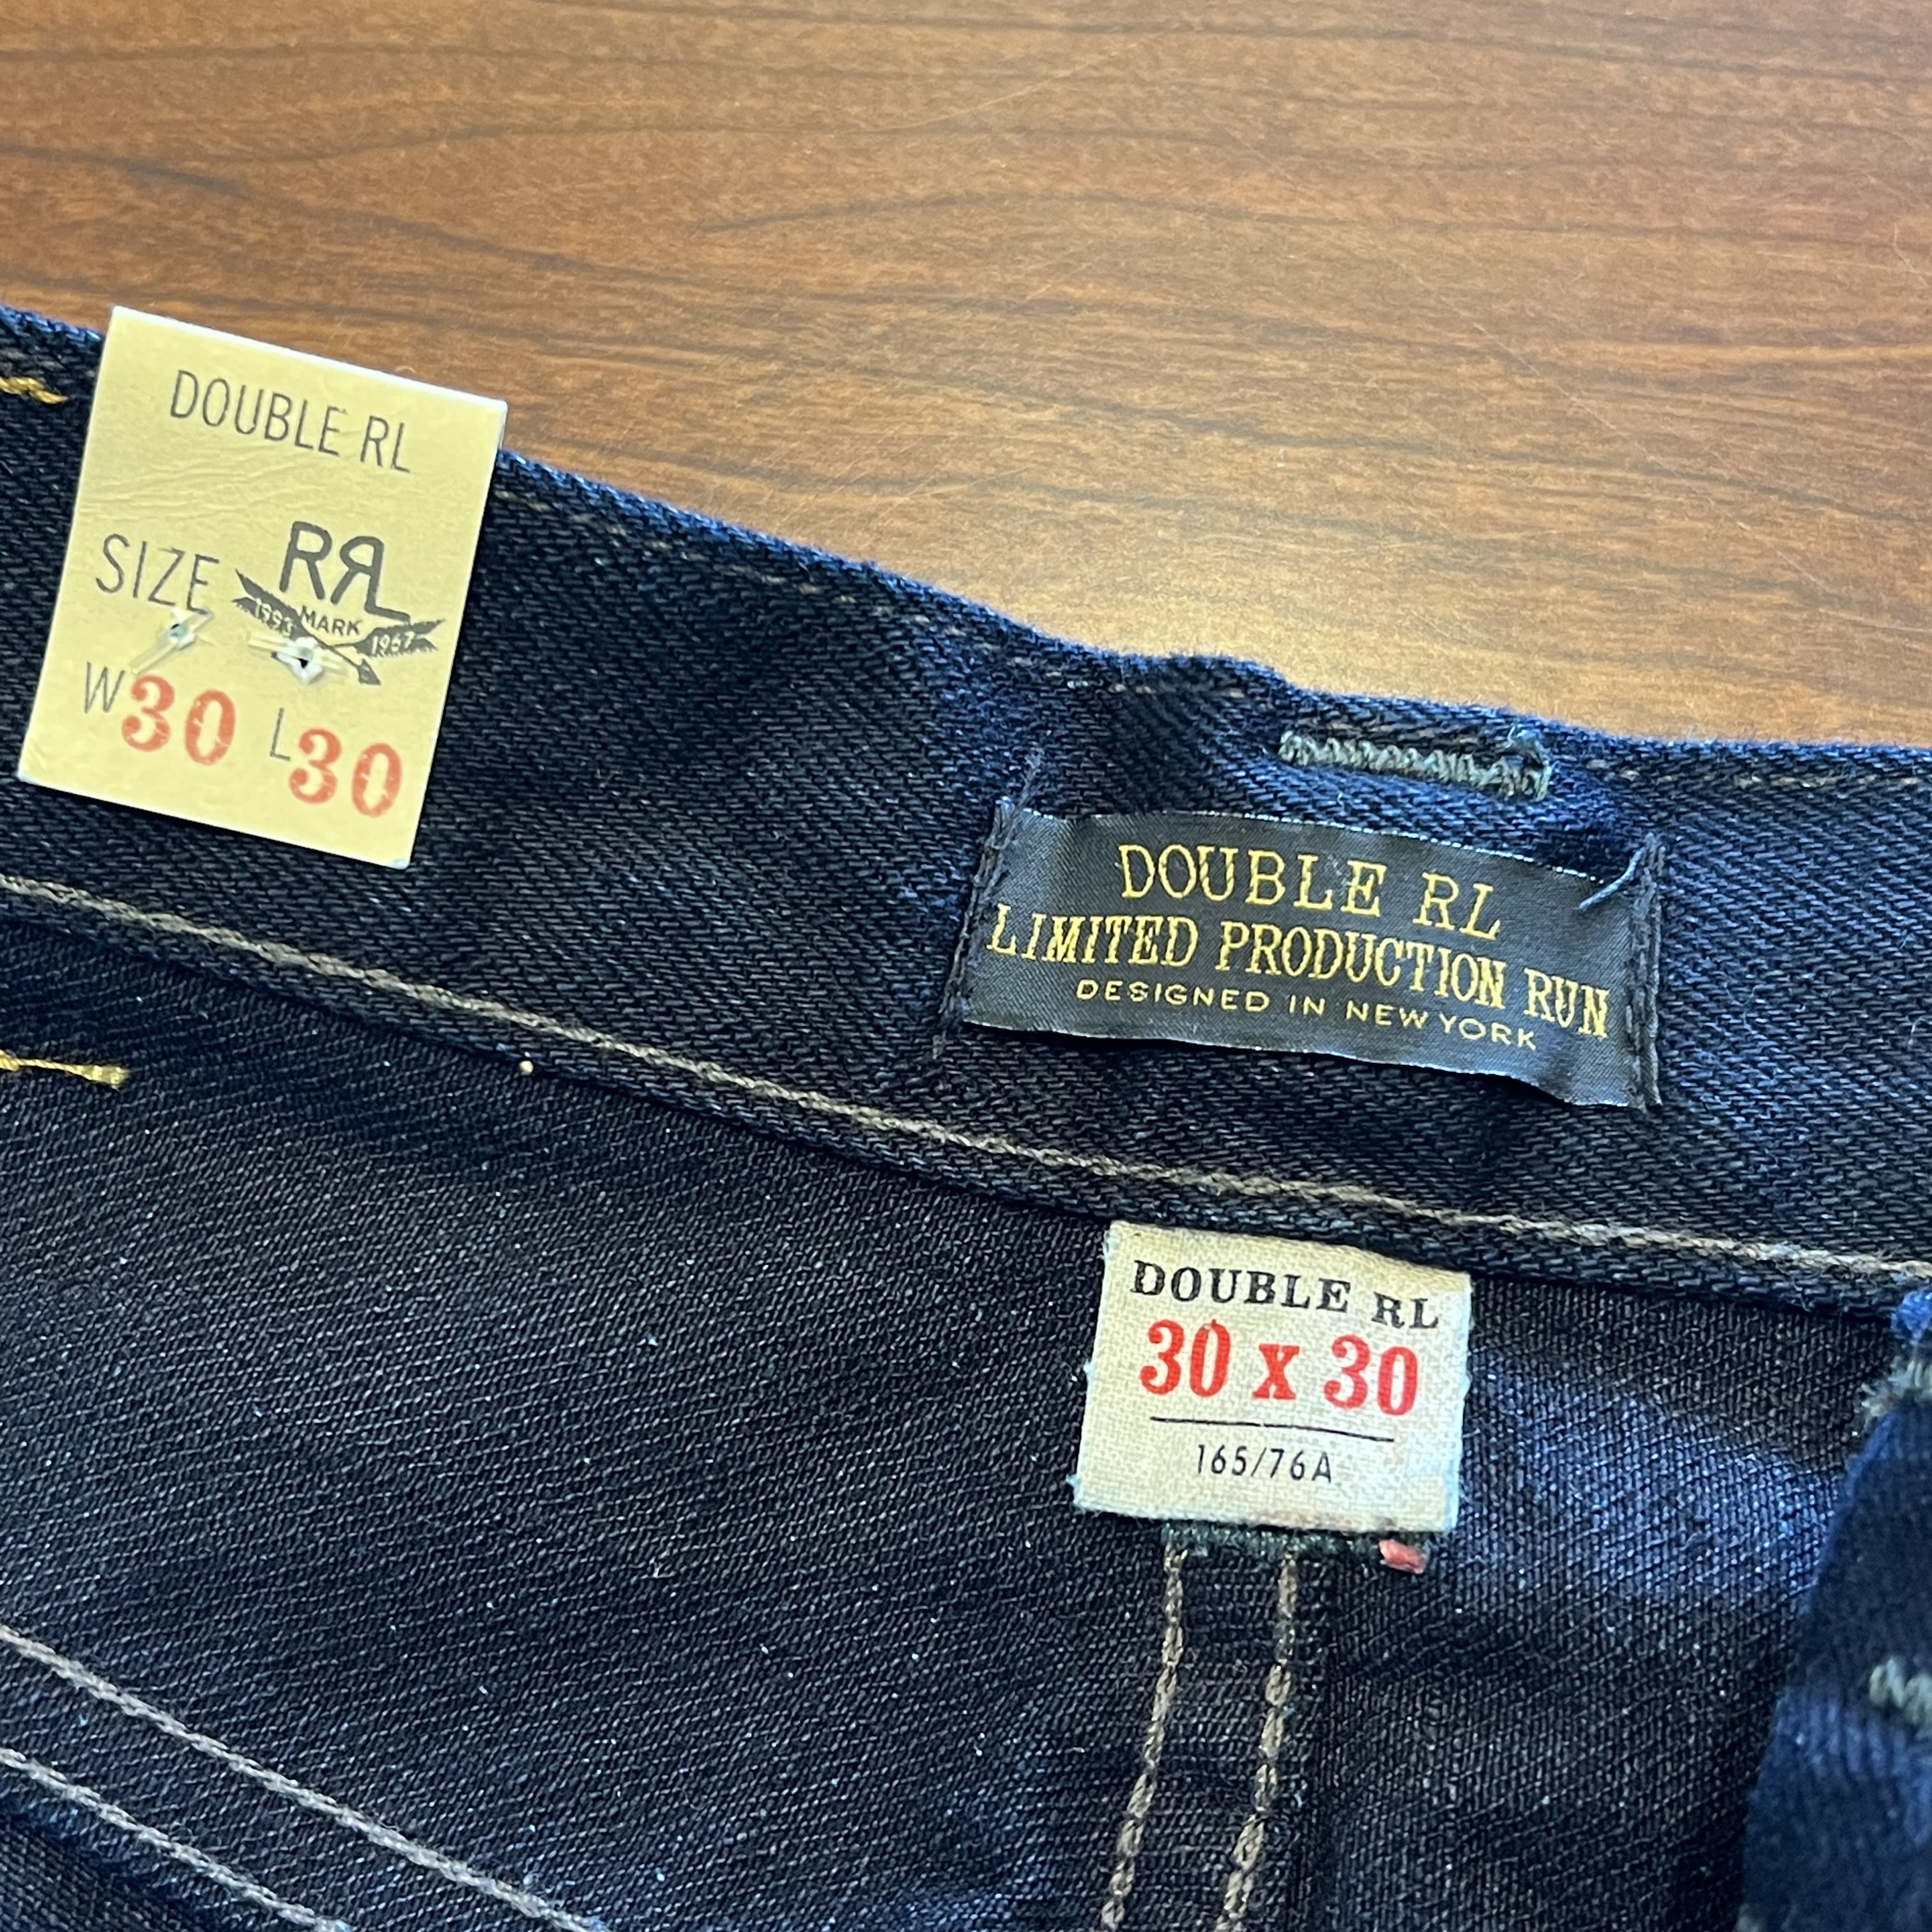 DOUBLE RL
SIZE RRL
1993 MARK 1967
W30 L30
DOUBLE RL
LIMITED PRODUCTION RUN
DESIGNED IN NEW YORK
DOUBLE RL
30 x 30
165/76A